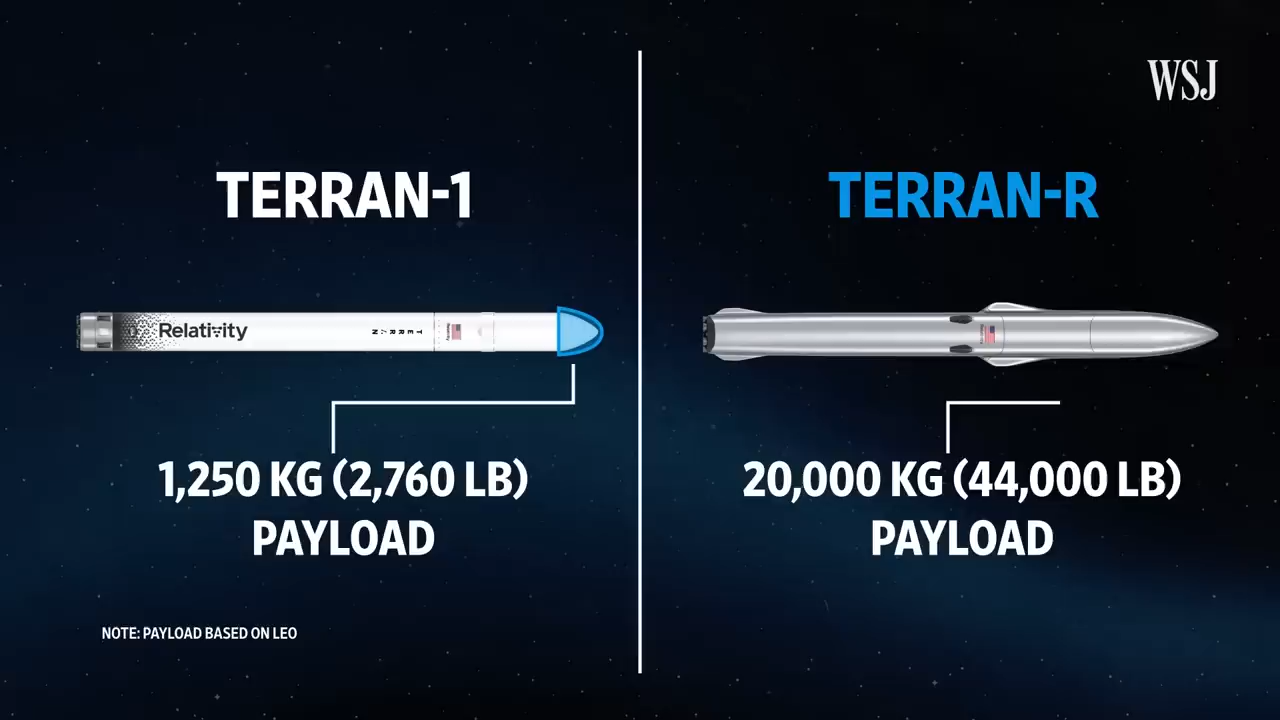 WSJ
TERRAN-1
TERRAN-R
Relativity
TERRAN
1,250 KG (2,760 LB)
PAYLOAD
20,000 KG (44,000 LB)
PAYLOAD
NOTE: PAYLOAD BASED ON LEO